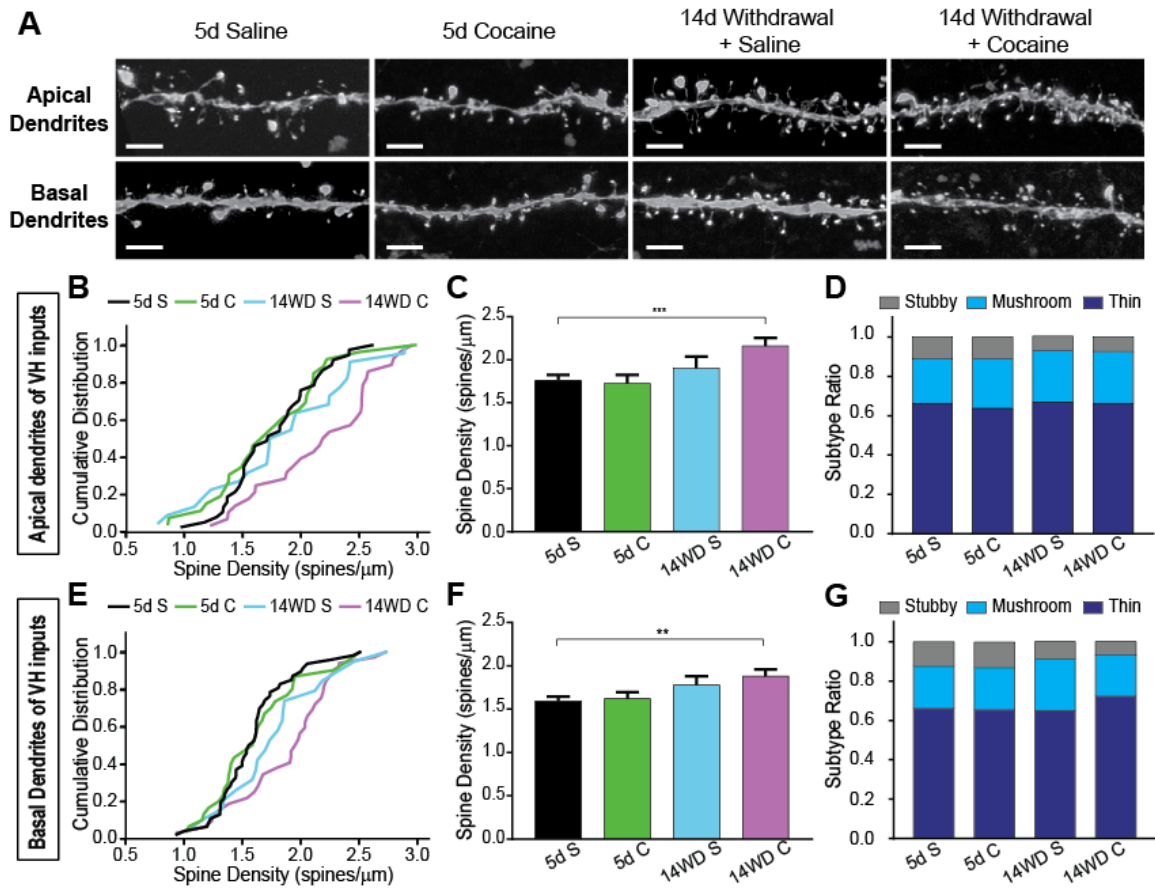 A
5d Saline
5d Cocaine
14d Withdrawal
+ Saline
14d Withdrawal
+ Cocaine
Apical
Dendrites
Basal
Dendrites
Apical dendrites of VH inputs
B
5d S 5d C 14WD S 14WD C
Cumulative Distribution
1.0
0.8
0.6
0.4
0.2
0.0
0.5 1.0 1.5 2.0 2.5 3.0
Spine Density (spines/μm)
C
Spine Density (spines/μm)
2.5
2.0
1.5
1.0
0.5
0.0
***
5d S 5d C 14WD S 14WD C
D
Stubby Mushroom Thin
Subtype Ratio
1.0
0.8
0.6
0.4
0.2
0.0
5d S 5d C 14WD S 14WD C
Basal Dendrites of VH inputs
E
5d S 5d C 14WD S 14WD C
Cumulative Distribution
1.0
0.8
0.6
0.4
0.2
0.0
0.5 1.0 1.5 2.0 2.5 3.0
Spine Density (spines/μm)
F
Spine Density (spines/μm)
2.5
2.0
1.5
1.0
0.5
0.0
**
5d S 5d C 14WD S 14WD C
G
Stubby Mushroom Thin
Subtype Ratio
1.0
0.8
0.6
0.4
0.2
0.0
5d S 5d C 14WD S 14WD C